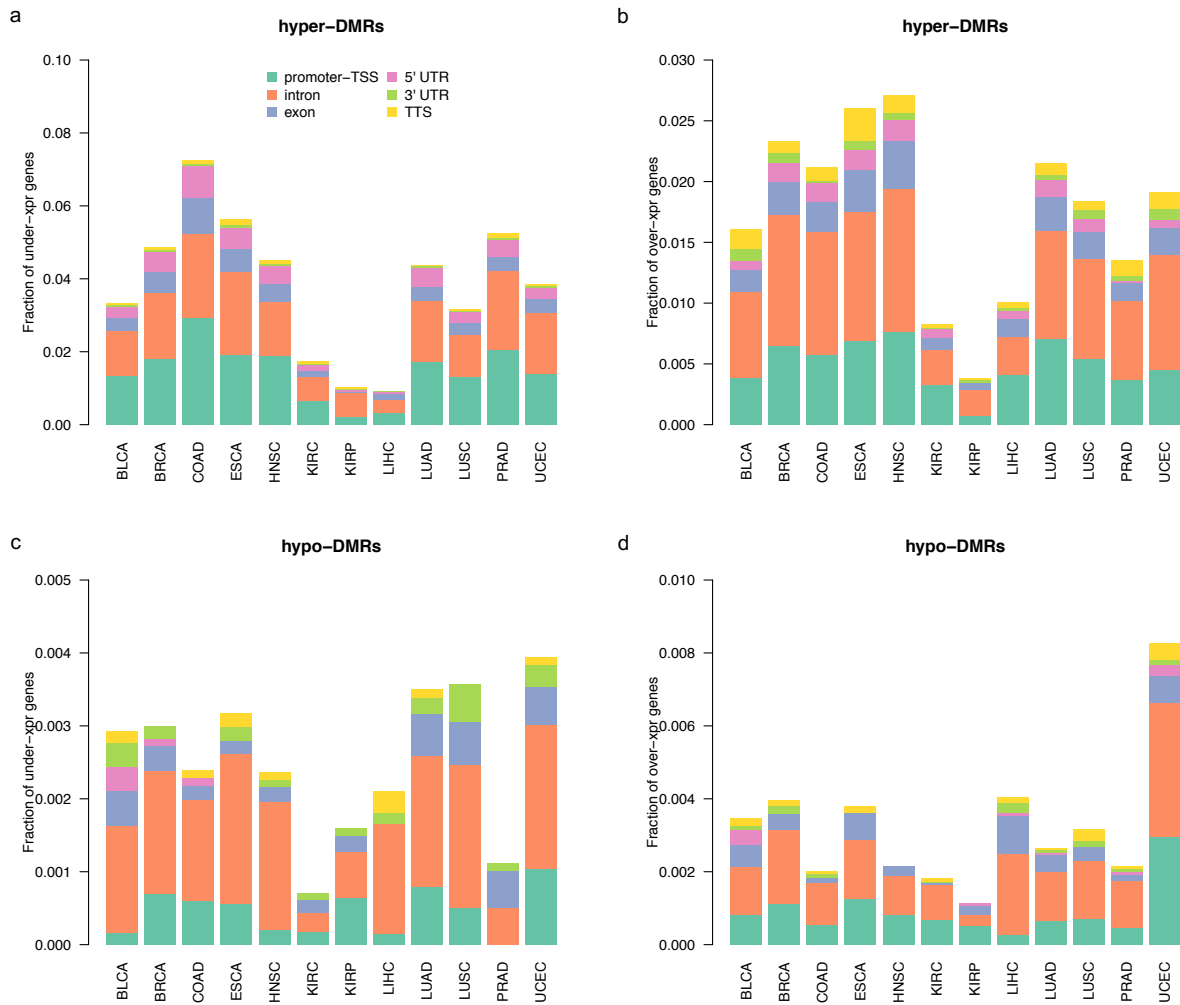 a
hyper−DMRs
Fraction of under−xpr genes
0.10
0.08
0.06
0.04
0.02
0.00
promoter−TSS
intron
exon
5' UTR
3' UTR
TTS
BLCA
BRCA
COAD
ESCA
HNSC
KIRC
KIRP
LIHC
LUAD
LUSC
PRAD
UCEC
b
hyper−DMRs
Fraction of over−xpr genes
0.030
0.025
0.020
0.015
0.010
0.005
0.000
BLCA
BRCA
COAD
ESCA
HNSC
KIRC
KIRP
LIHC
LUAD
LUSC
PRAD
UCEC
c
hypo−DMRs
Fraction of under−xpr genes
0.005
0.004
0.003
0.002
0.001
0.000
BLCA
BRCA
COAD
ESCA
HNSC
KIRC
KIRP
LIHC
LUAD
LUSC
PRAD
UCEC
d
hypo−DMRs
Fraction of over−xpr genes
0.010
0.008
0.006
0.004
0.002
0.000
BLCA
BRCA
COAD
ESCA
HNSC
KIRC
KIRP
LIHC
LUAD
LUSC
PRAD
UCEC